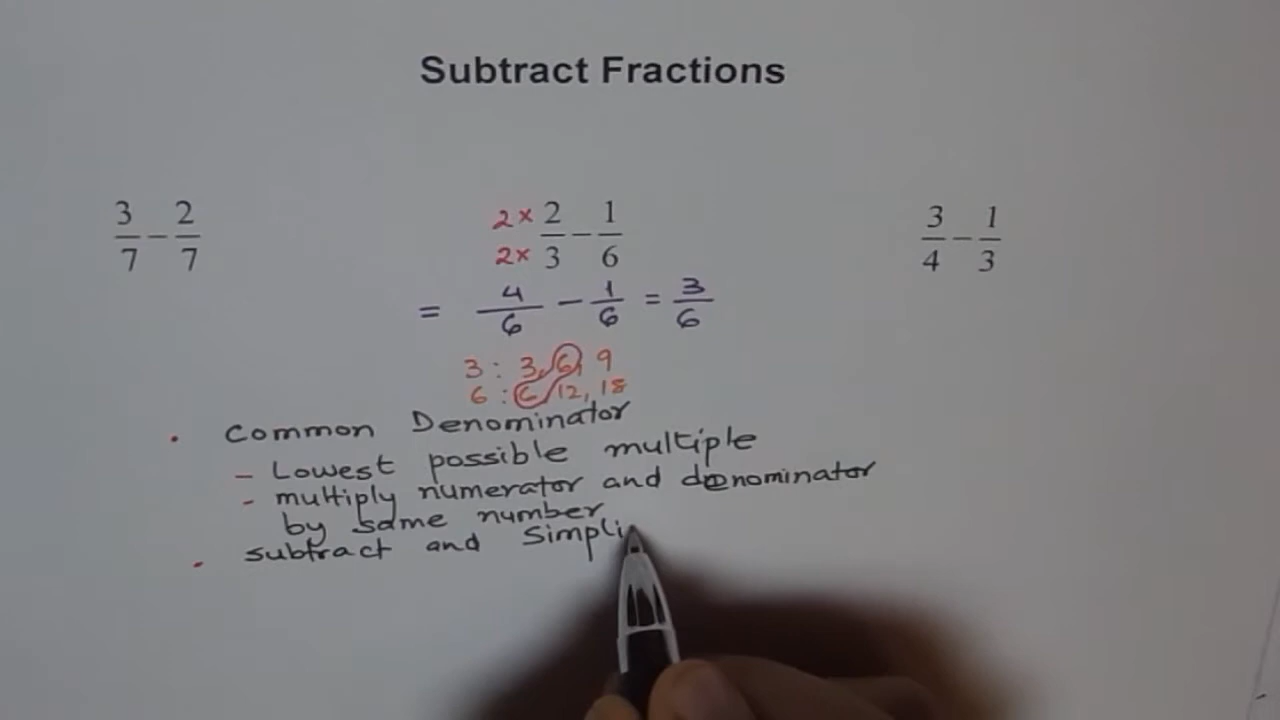 Subtract Fractions
3/7 - 2/7
2× 2/3 - 1/6
2×
3/4 - 1/3
= 4/6 - 1/6 = 3/6
3 : 3, 6, 9
6 : 6, 12, 18
• Common Denominator
- Lowest possible multiple
- multiply numerator and denominator
by same number
• subtract and Simpli